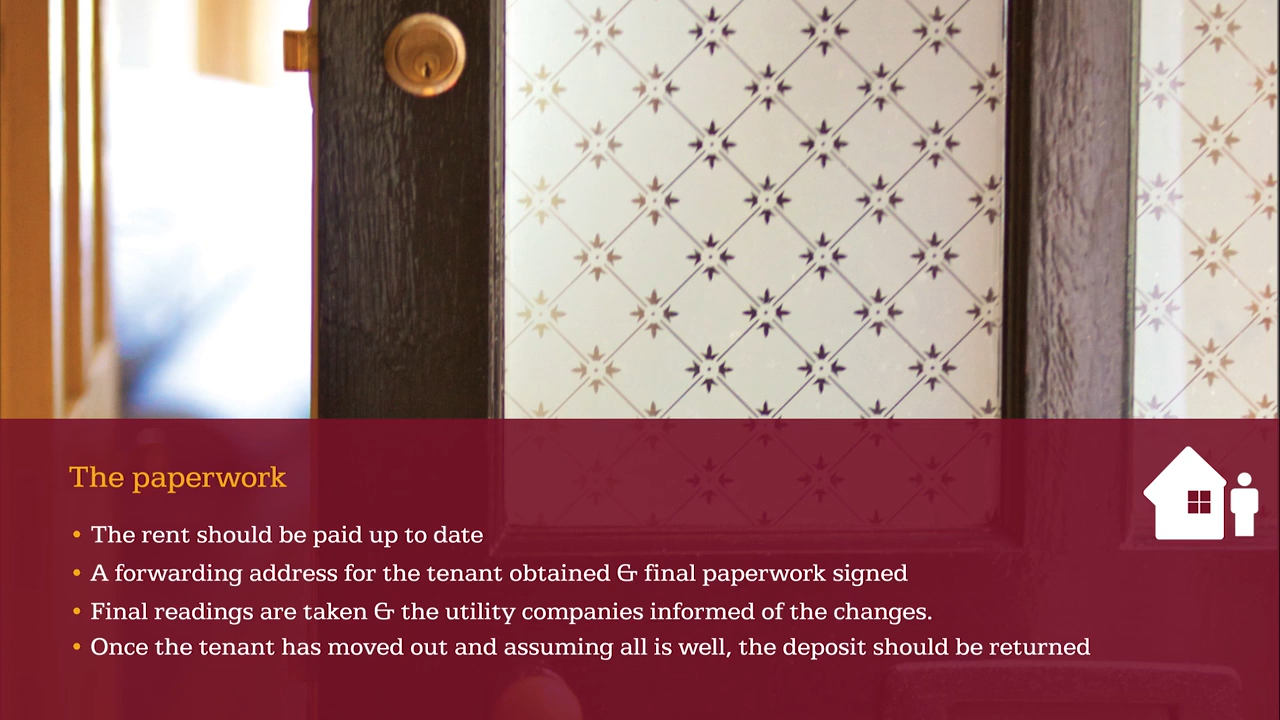 The paperwork
• The rent should be paid up to date
• A forwarding address for the tenant obtained & final paperwork signed
• Final readings are taken & the utility companies informed of the changes.
• Once the tenant has moved out and assuming all is well, the deposit should be returned